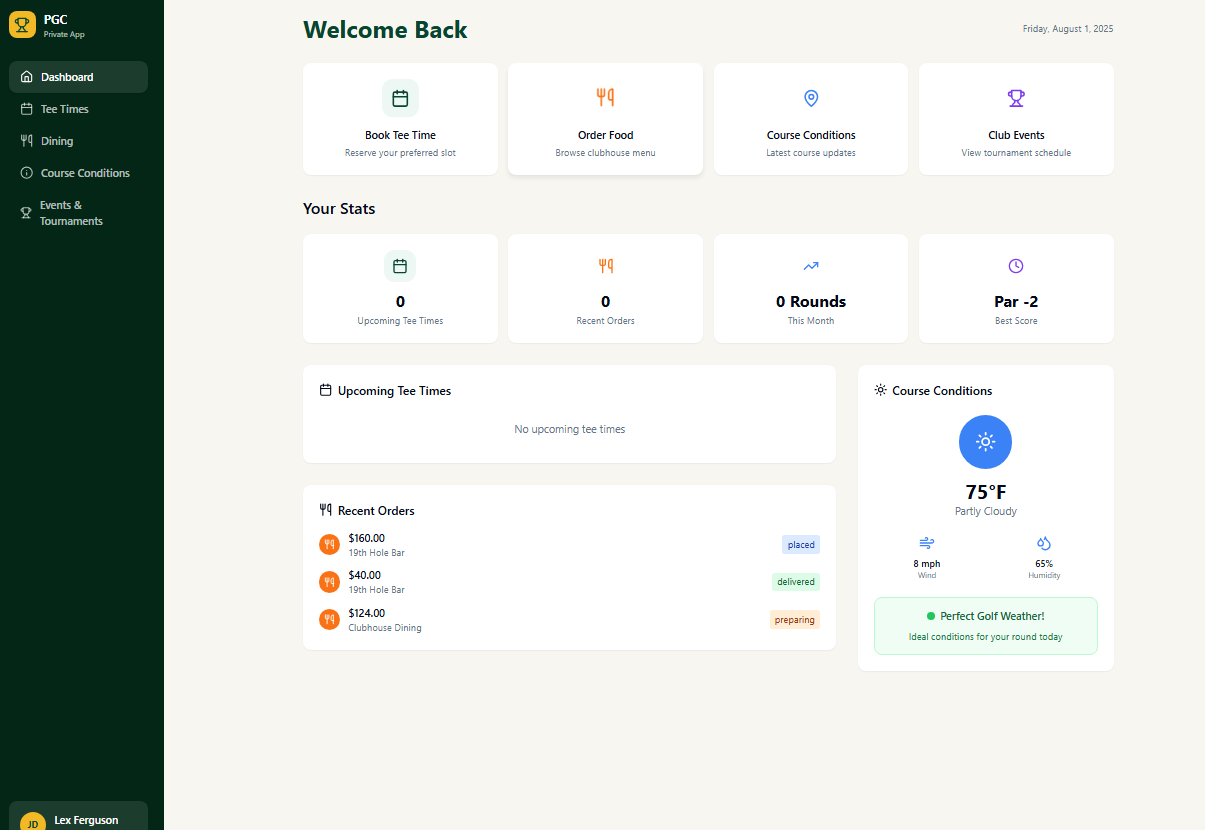 PGC
Private App
Dashboard
Tee Times
Dining
Course Conditions
Events &
Tournaments
JD
Lex Ferguson
Welcome Back
Friday, August 1, 2025
Book Tee Time
Reserve your preferred slot
Order Food
Browse clubhouse menu
Course Conditions
Latest course updates
Club Events
View tournament schedule
Your Stats
0
Upcoming Tee Times
0
Recent Orders
0 Rounds
This Month
Par -2
Best Score
Upcoming Tee Times
No upcoming tee times
Recent Orders
$160.00
19th Hole Bar
placed
$40.00
19th Hole Bar
delivered
$124.00
Clubhouse Dining
preparing
Course Conditions
75°F
Partly Cloudy
8 mph
Wind
65%
Humidity
Perfect Golf Weather!
Ideal conditions for your round today